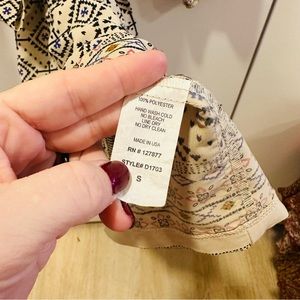 100% POLYESTER
HAND WASH COLD
NO BLEACH
LINE DRY
NO DRY CLEAN
MADE IN USA
RN # 127877
STYLE# D1703
S